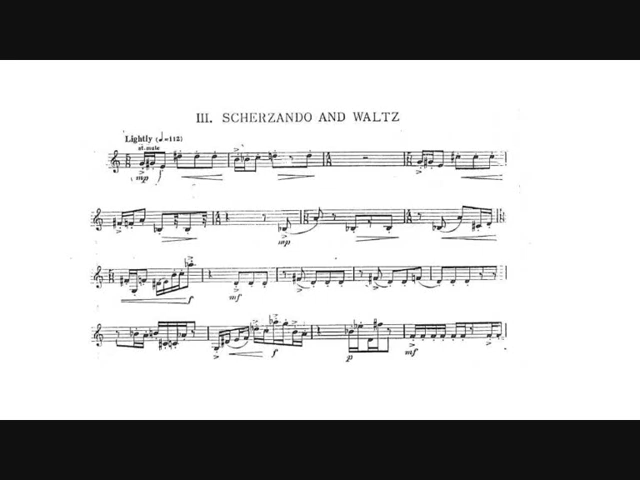 III. SCHERZANDO AND WALTZ
Lightly (♩=112)
st. mute
mp f
mp
f mf
f p mf